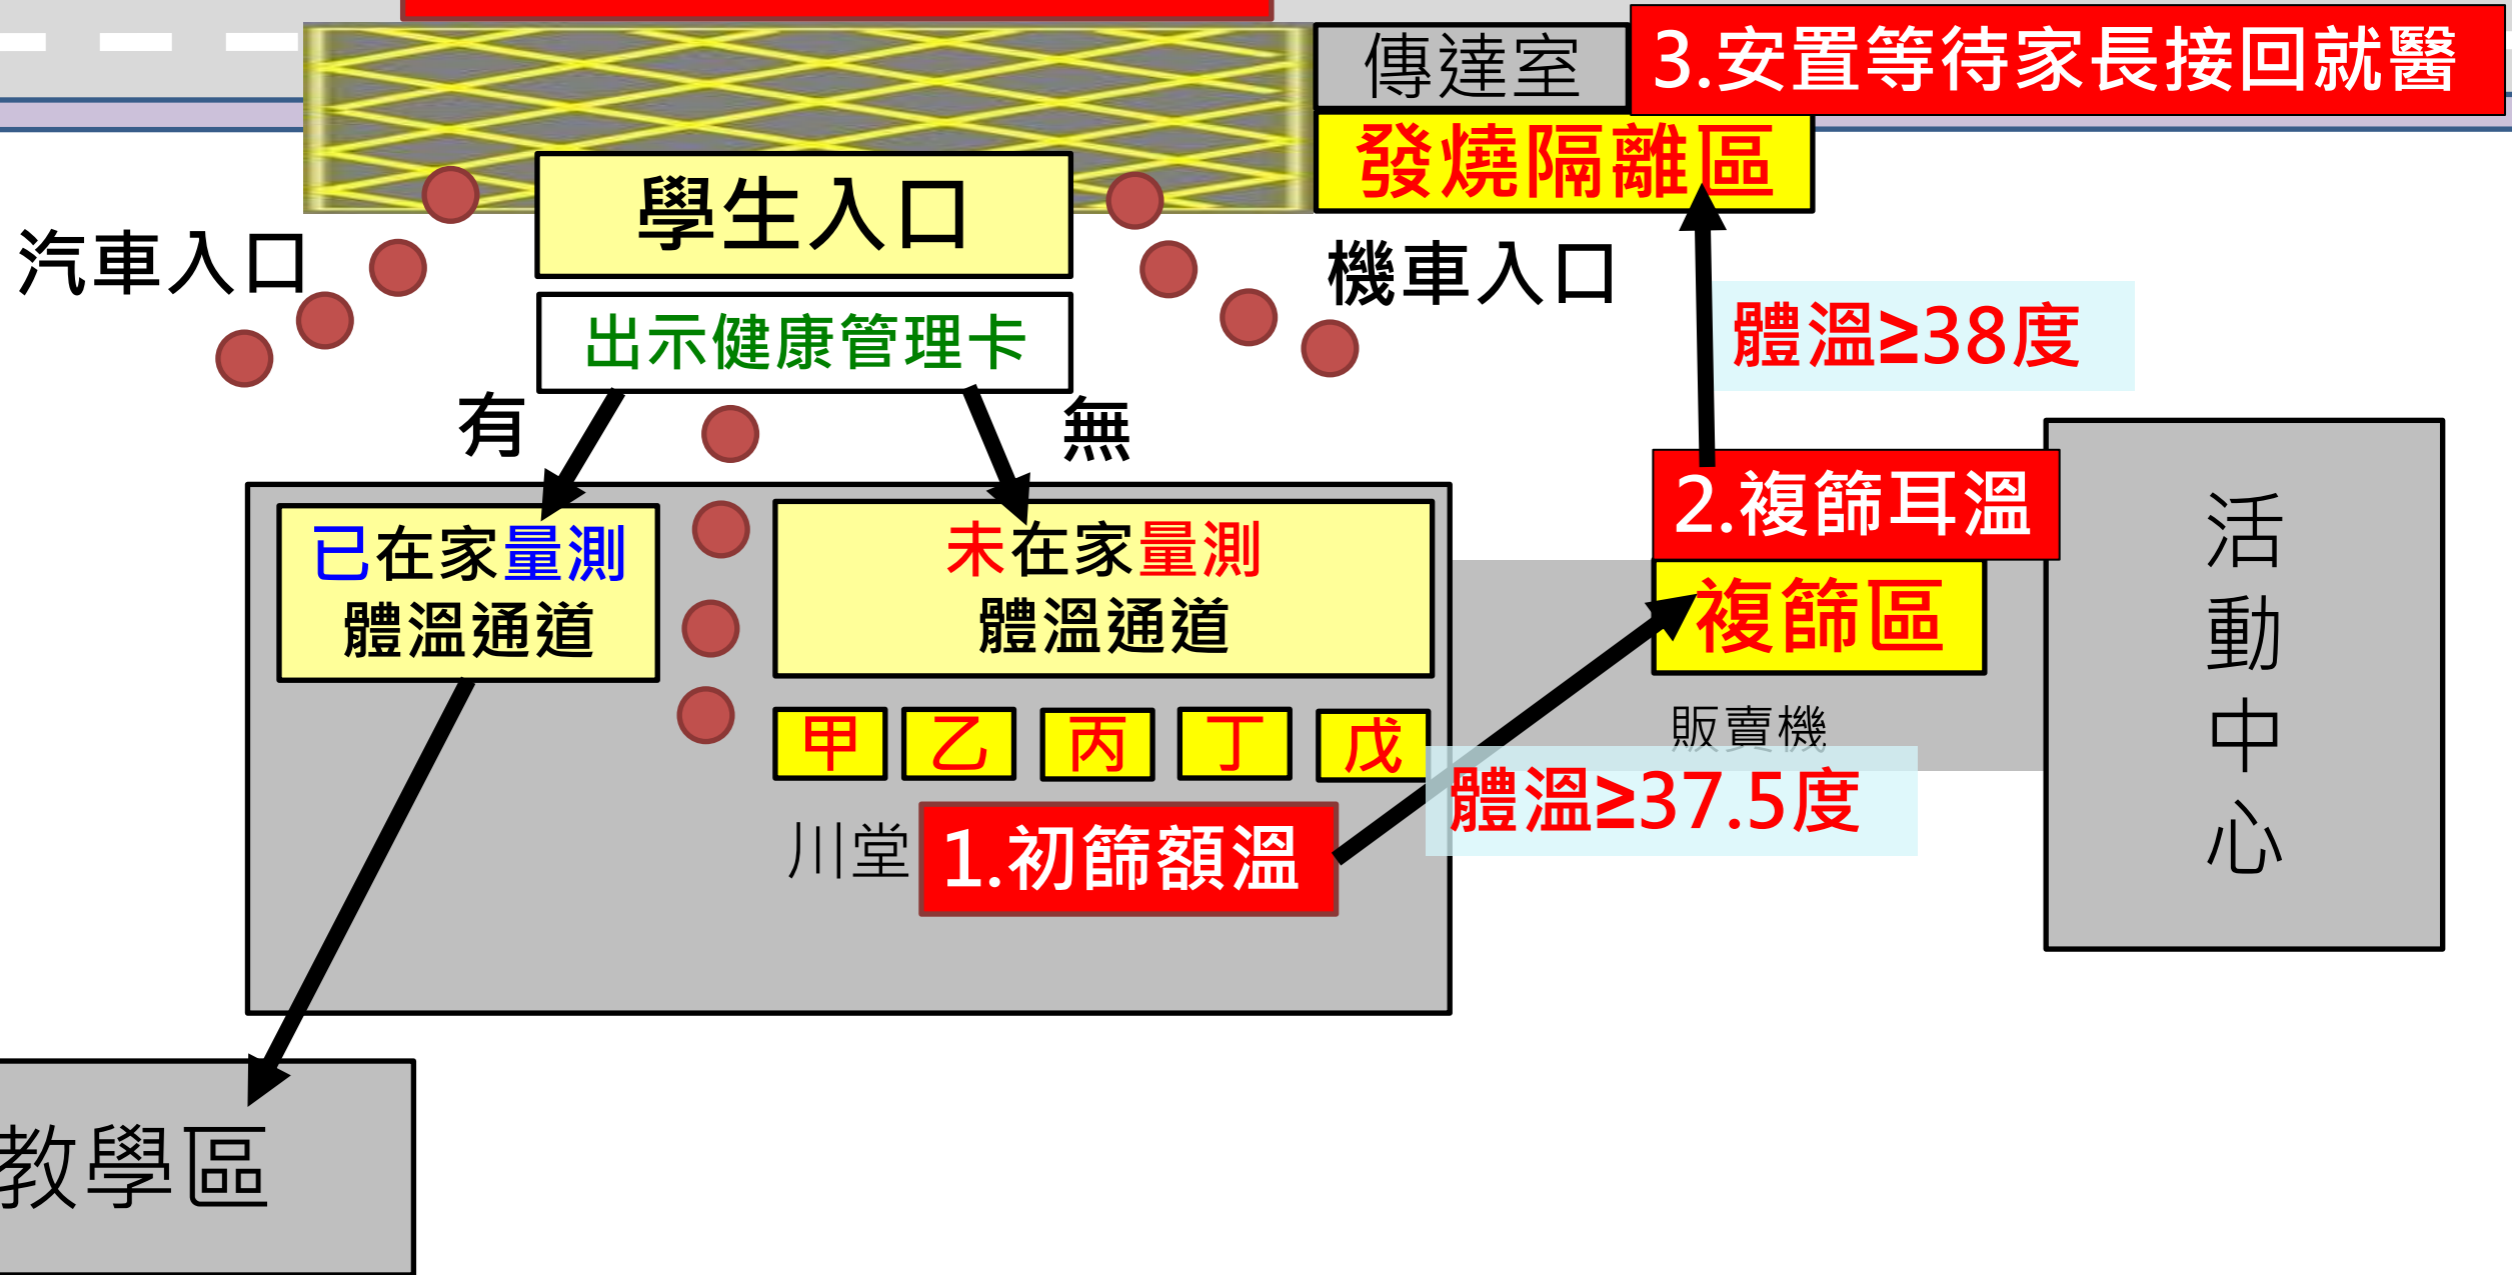 傳達室
3.安置等待家長接回就醫
發燒隔離區
學生入口
汽車入口
機車入口
出示健康管理卡
體溫≥38度
有
無
2.複篩耳溫
已在家量測
體溫通道
未在家量測
體溫通道
複篩區
活動中心
甲
乙
丙
丁
戊
販賣機
體溫≥37.5度
川堂
1.初篩額溫
教學區